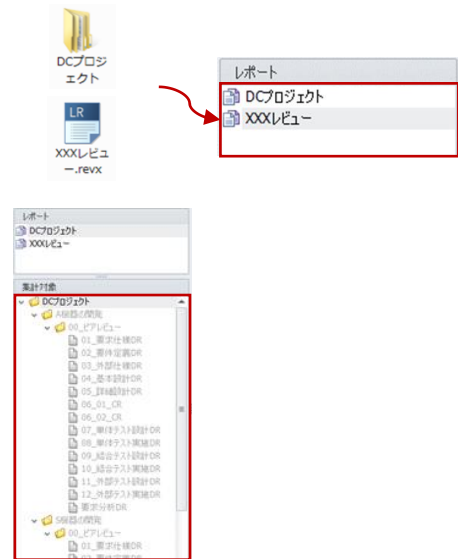 DCプロジ
ェクト
LR
XXXレビュ
ー.revx
レポート
DCプロジェクト
XXXレビュー
レポート
DCプロジェクト
XXXレビュー
集計対象
DCプロジェクト
A機器の開発
00_ピアレビュー
01_要求仕様DR
02_要件定義DR
03_外部仕様DR
04_基本設計DR
05_詳細設計DR
06_01_CR
06_02_CR
07_単体テスト設計DR
08_単体テスト実施DR
09_結合テスト設計DR
10_結合テスト実施DR
11_外部テスト設計DR
12_外部テスト実施DR
要求分析DR
S機器の開発
00_ピアレビュー
01_要求仕様DR
02_要件定義DR